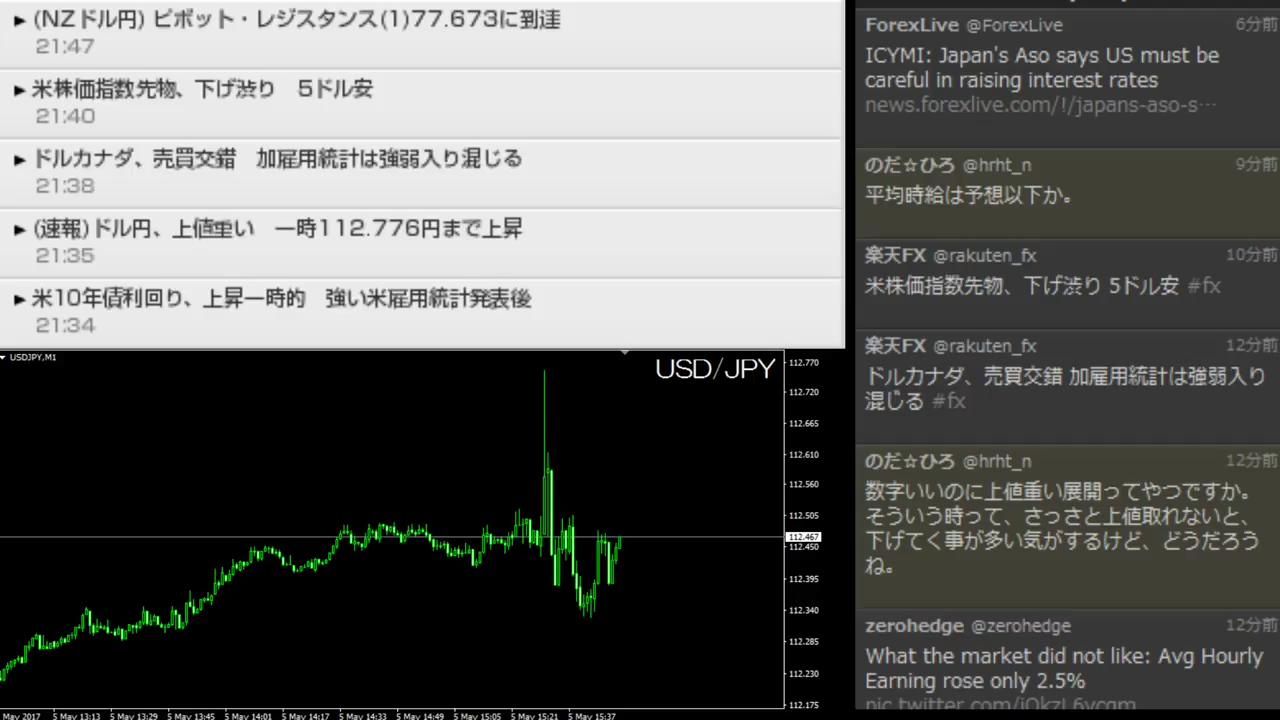 ▶ (NZドル円) ピボット・レジスタンス(1)77.673に到達
21:47
▶ 米株価指数先物、下げ渋り　5ドル安
21:40
▶ ドルカナダ、売買交錯　加雇用統計は強弱入り混じる
21:38
▶ (速報)ドル円、上値重い　一時112.776円まで上昇
21:35
▶ 米10年債利回り、上昇一時的　強い米雇用統計発表後
21:34
USDJPY,M1
USD/JPY
112.770
112.720
112.665
112.610
112.560
112.505
112.467
112.450
112.395
112.340
112.285
112.230
112.175
May 2017 5 May 13:13 5 May 13:29 5 May 13:45 5 May 14:01 5 May 14:17 5 May 14:33 5 May 14:49 5 May 15:05 5 May 15:21 5 May 15:37
ForexLive @ForexLive 6分前
ICYMI: Japan's Aso says US must be
careful in raising interest rates
news.forexlive.com/!/japans-aso-s…
のだ☆ひろ @hrht_n 9分前
平均時給は予想以下か。
楽天FX @rakuten_fx 10分前
米株価指数先物、下げ渋り 5ドル安 #fx
楽天FX @rakuten_fx 12分前
ドルカナダ、売買交錯 加雇用統計は強弱入り
混じる #fx
のだ☆ひろ @hrht_n 12分前
数字いいのに上値重い展開ってやつですか。
そういう時って、さっさと上値取れないと、
下げてく事が多い気がするけど、どうだろう
ね。
zerohedge @zerohedge 12分前
What the market did not like: Avg Hourly
Earning rose only 2.5%